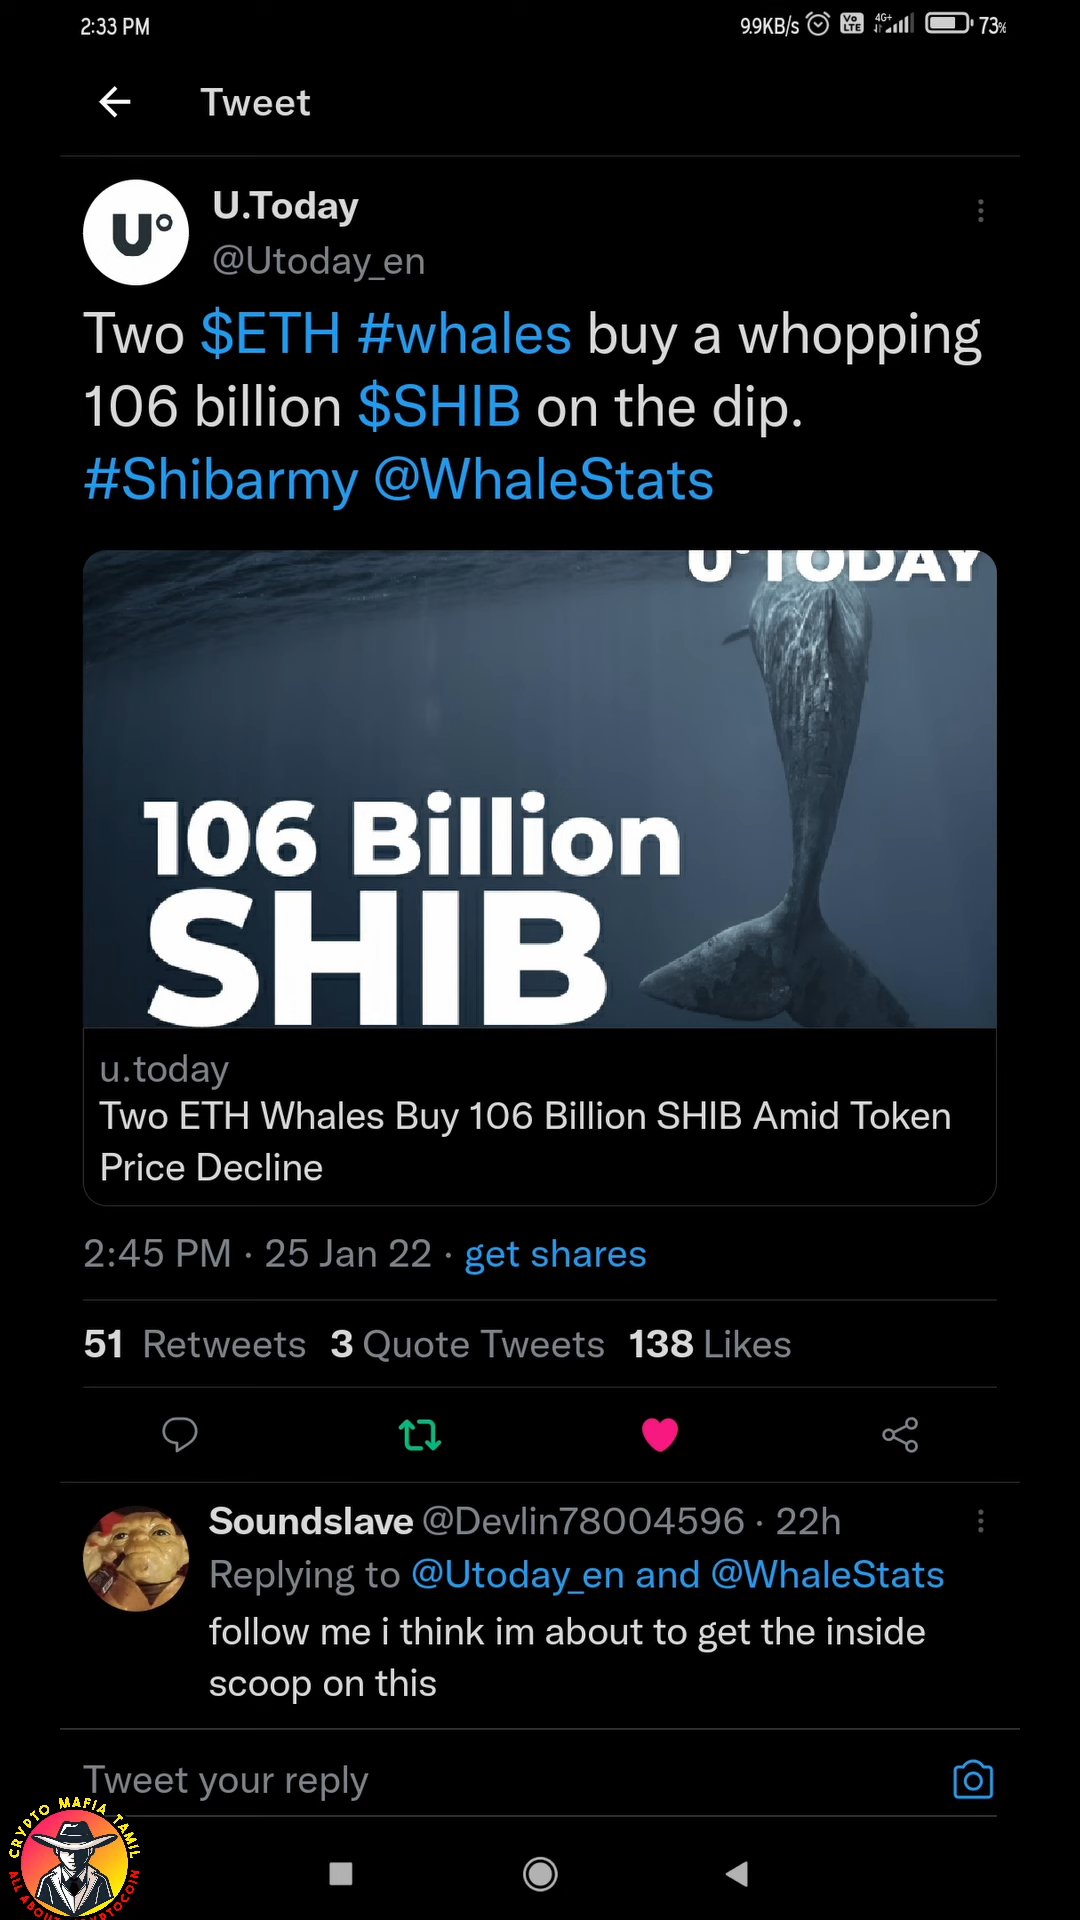 2:33 PM
9.9KB/s Vo LTE 4G+ 73%
Tweet
U°
U.Today
@Utoday_en
Two $ETH #whales buy a whopping
106 billion $SHIB on the dip.
#Shibarmy @WhaleStats
U°TODAY
106 Billion
SHIB
u.today
Two ETH Whales Buy 106 Billion SHIB Amid Token
Price Decline
2:45 PM · 25 Jan 22 · get shares
51 Retweets 3 Quote Tweets 138 Likes
Soundslave @Devlin78004596 · 22h
Replying to @Utoday_en and @WhaleStats
follow me i think im about to get the inside
scoop on this
Tweet your reply
CRYPTO MAFIA TAMIL